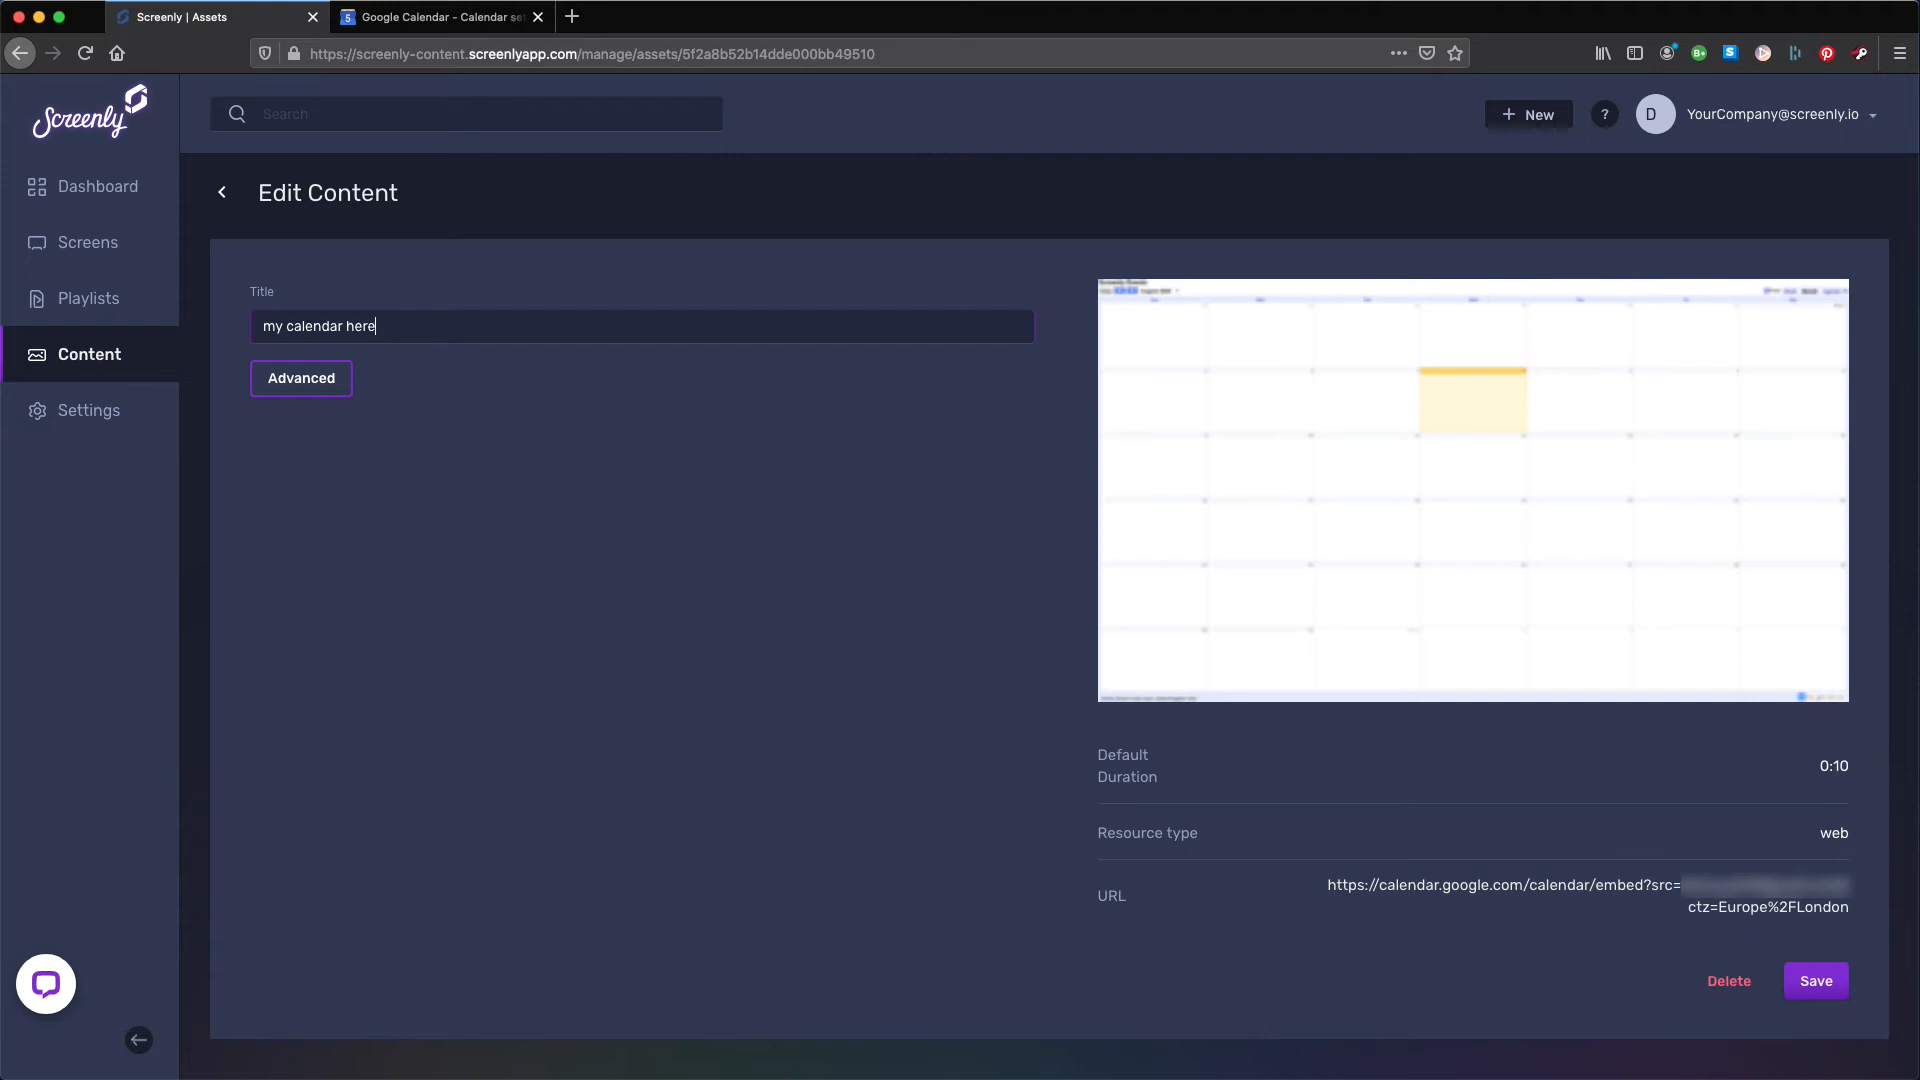 Screenly | Assets
Google Calendar - Calendar se
https://screenly-content.screenlyapp.com/manage/assets/5f2a8b52b14dde000bb49510
Screenly
Search
+ New
?
D
YourCompany@screenly.io
Dashboard
Screens
Playlists
Content
Settings
Edit Content
Title
my calendar here
Advanced
Default
Duration
0:10
Resource type
web
URL
https://calendar.google.com/calendar/embed?src=
ctz=Europe%2FLondon
Delete
Save